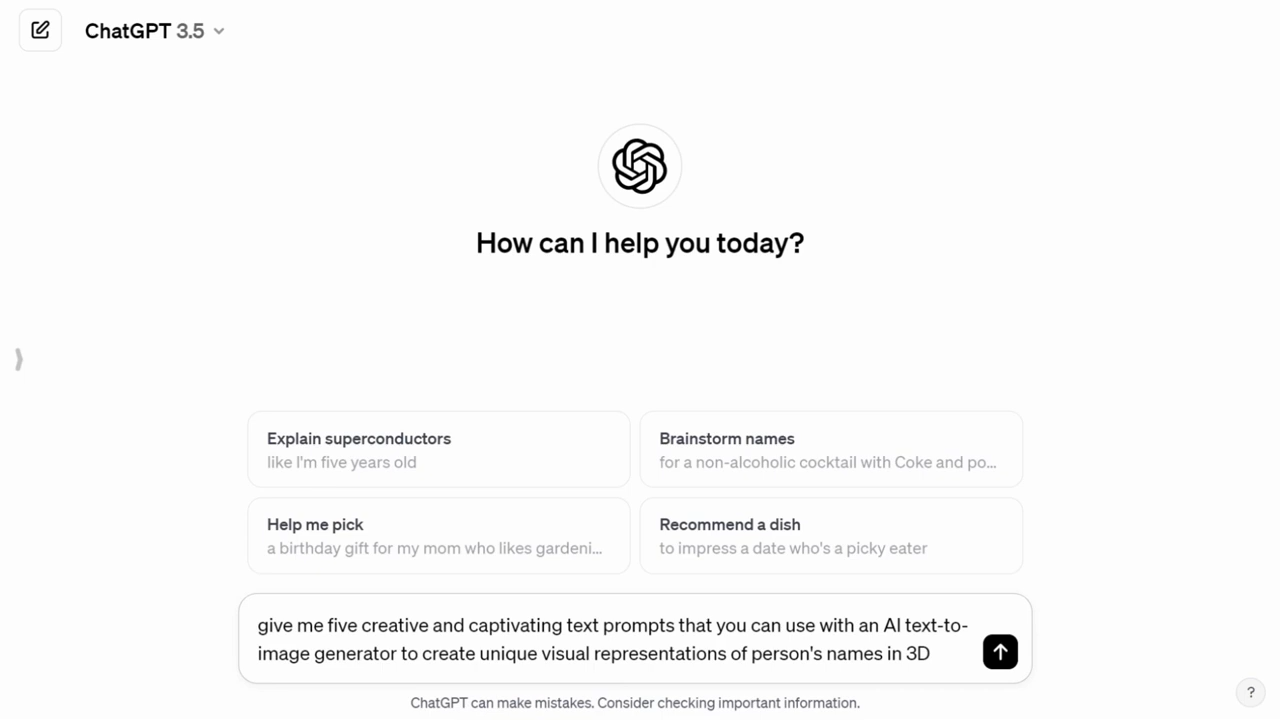 ChatGPT 3.5
How can I help you today?
Explain superconductors
like I'm five years old
Brainstorm names
for a non-alcoholic cocktail with Coke and po...
Help me pick
a birthday gift for my mom who likes gardeni...
Recommend a dish
to impress a date who's a picky eater
give me five creative and captivating text prompts that you can use with an AI text-to-
image generator to create unique visual representations of person's names in 3D
ChatGPT can make mistakes. Consider checking important information.
?